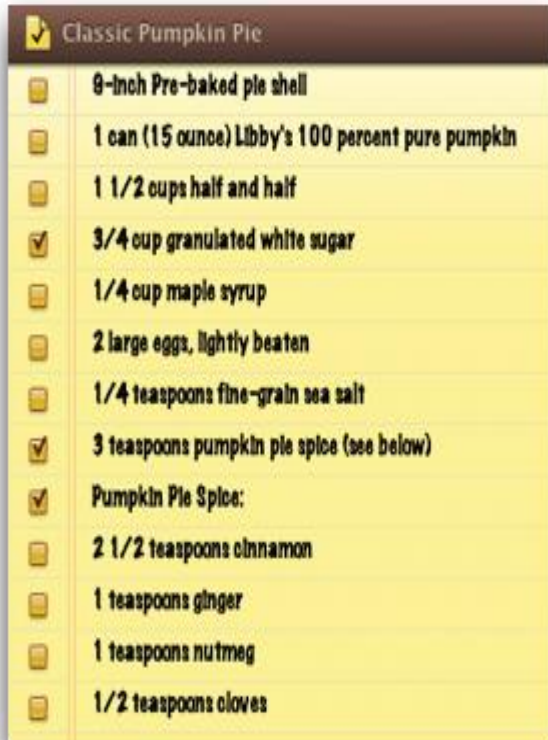 Classic Pumpkin Pie
9-inch Pre-baked pie shell
1 can (15 ounce) Libby's 100 percent pure pumpkin
1 1/2 cups half and half
3/4 cup granulated white sugar
1/4 cup maple syrup
2 large eggs, lightly beaten
1/4 teaspoons fine-grain sea salt
3 teaspoons pumpkin pie spice (see below)
Pumpkin Pie Spice:
2 1/2 teaspoons cinnamon
1 teaspoons ginger
1 teaspoons nutmeg
1/2 teaspoons cloves